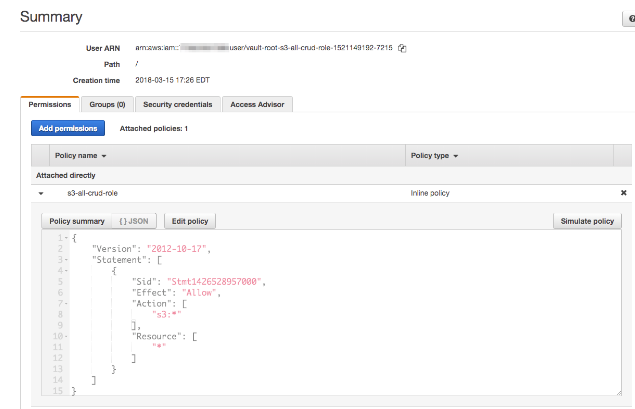 Summary
User ARN arn:aws:iam:: user/vault-root-s3-all-crud-role-1521149192-7215
Path /
Creation time 2018-03-15 17:26 EDT
Permissions Groups (0) Security credentials Access Advisor
Add permissions Attached policies: 1
Policy name Policy type
Attached directly
s3-all-crud-role Inline policy
Policy summary { } JSON Edit policy Simulate policy
1 {
2 "Version": "2012-10-17",
3 "Statement": [
4 {
5 "Sid": "Stmt1426528957000",
6 "Effect": "Allow",
7 "Action": [
8 "s3:*"
9 ],
10 "Resource": [
11 "*"
12 ]
13 }
14 ]
15 }